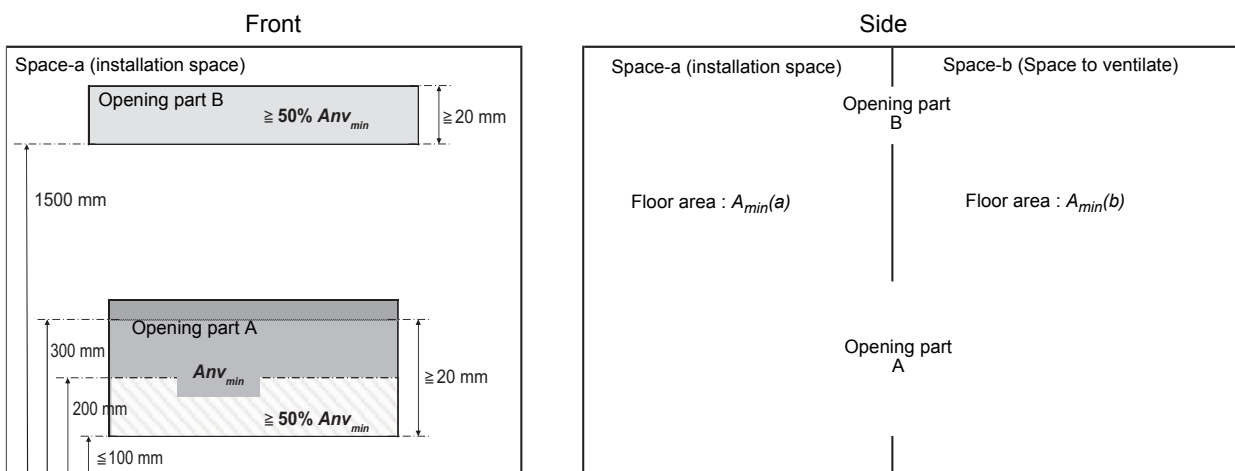 Front
Space-a (installation space)
Opening part B
≧ 50% Anvmin
≧20 mm
1500 mm
Opening part A
300 mm
Anvmin
≧20 mm
200 mm
≧ 50% Anvmin
≦100 mm
Side
Space-a (installation space)
Space-b (Space to ventilate)
Opening part
B
Floor area : Amin(a)
Floor area : Amin(b)
Opening part
A